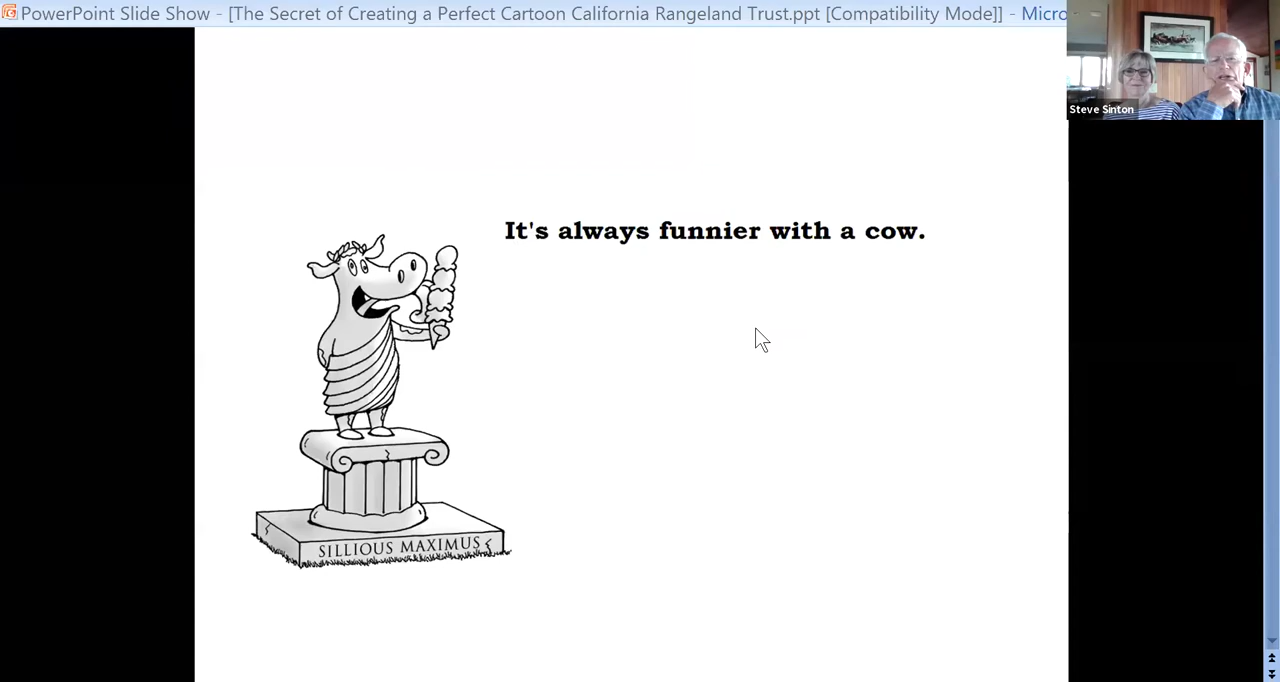 PowerPoint Slide Show - [The Secret of Creating a Perfect Cartoon California Rangeland Trust.ppt [Compatibility Mode]] - Micro
Steve Sinton
It's always funnier with a cow.
SILLIOUS MAXIMUS